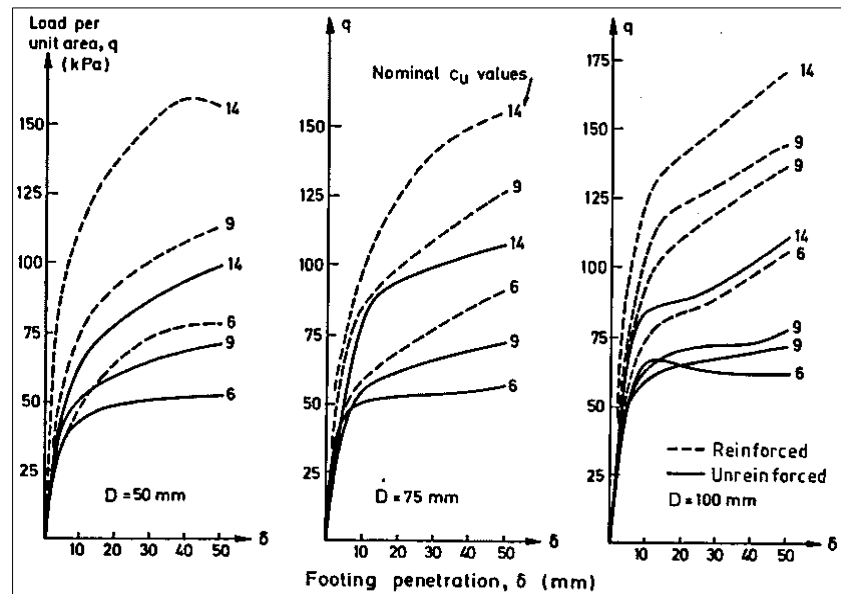 Load per
unit area, q
(kPa)
150
125
100
75
50
25
14
9
14
6
9
6
D = 50 mm
10 20 30 40 50 δ
q
Nominal cu values
150
125
100
75
50
25
14
9
14
6
9
6
D = 75 mm
10 20 30 40 50 δ
q
175
150
125
100
75
50
25
14
9
9
14
6
9
9
6
Reinforced
Unreinforced
D = 100 mm
10 20 30 40 50 δ
Footing penetration, δ (mm)